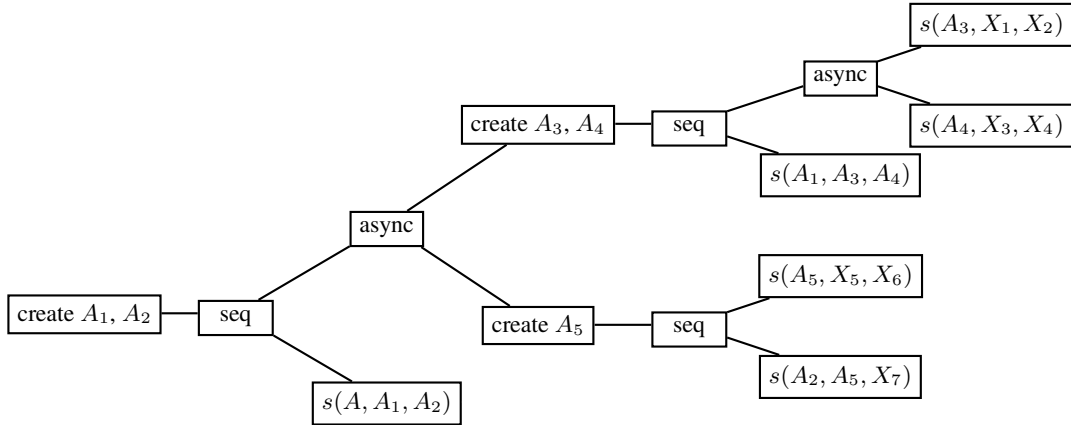 s(A₃, X₁, X₂)
async
create A₃, A₄
seq
s(A₄, X₃, X₄)
s(A₁, A₃, A₄)
async
s(A₅, X₅, X₆)
create A₁, A₂
seq
create A₅
seq
s(A₂, A₅, X₇)
s(A, A₁, A₂)